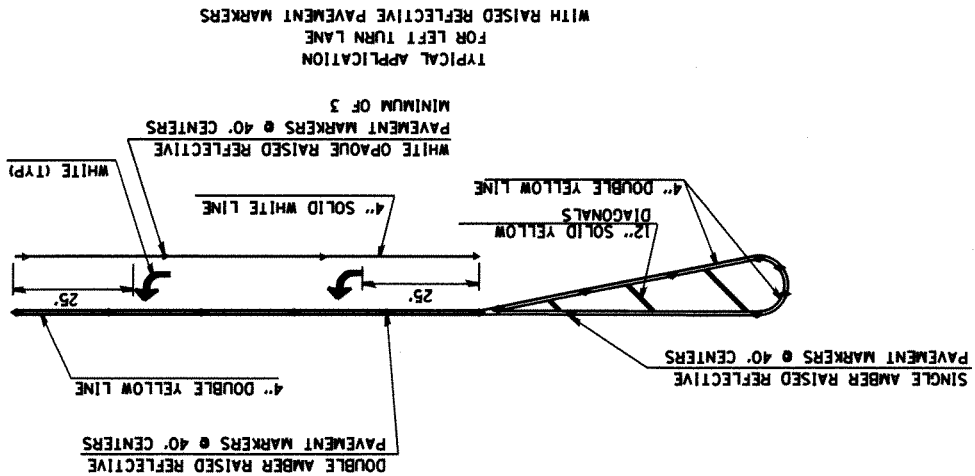 DOUBLE AMBER RAISED REFLECTIVE
PAVEMENT MARKERS @ 40' CENTERS
4" DOUBLE YELLOW LINE
SINGLE AMBER RAISED REFLECTIVE
PAVEMENT MARKERS @ 40' CENTERS
25'
25'
12" SOLID YELLOW
DIAGONALS
4" SOLID WHITE LINE
4" DOUBLE YELLOW LINE
WHITE (TYP)
WHITE OPAQUE RAISED REFLECTIVE
PAVEMENT MARKERS @ 40' CENTERS
MINIMUM OF 3
TYPICAL APPLICATION
FOR LEFT TURN LANE
WITH RAISED REFLECTIVE PAVEMENT MARKERS